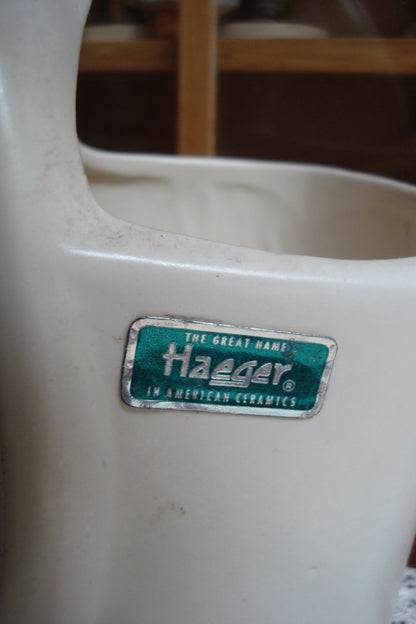 THE GREAT NAME
Haeger®
IN AMERICAN CERAMICS